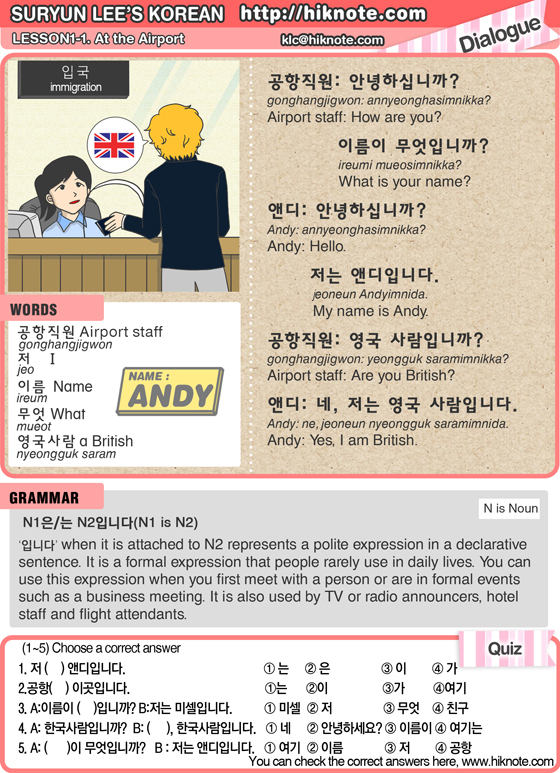 SURYUN LEE'S KOREAN http://hiknote.com
LESSON1-1. At the Airport klc@hiknote.com
Dialogue
입국
immigration
공항직원: 안녕하십니까?
gonghangjigwon: annyeonghasimnikka?
Airport staff: How are you?
이름이 무엇입니까?
ireumi mueosimnikka?
What is your name?
앤디: 안녕하십니까?
Andy: annyeonghasimnikka?
Andy: Hello.
저는 앤디입니다.
jeoneun Andyimnida.
My name is Andy.
공항직원: 영국 사람입니까?
gonghangjigwon: yeongguk saramimnikka?
Airport staff: Are you British?
앤디: 네, 저는 영국 사람입니다.
Andy: ne, jeoneun nyeongguk saramimnida.
Andy: Yes, I am British.
WORDS
공항직원 Airport staff
gonghangjigwon
저 I
jeo
이름 Name
ireum
무엇 What
mueot
영국사람 a British
nyeongguk saram
NAME :
ANDY
GRAMMAR
N is Noun
N1은/는 N2입니다(N1 is N2)
'입니다' when it is attached to N2 represents a polite expression in a declarative
sentence. It is a formal expression that people rarely use in daily lives. You can
use this expression when you first meet with a person or are in formal events
such as a business meeting. It is also used by TV or radio announcers, hotel
staff and flight attendants.
Quiz
(1~5) Choose a correct answer
1. 저 ( ) 앤디입니다. ① 는 ② 은 ③ 이 ④ 가
2.공항( ) 이곳입니다. ①는 ②이 ③가 ④여기
3. A:이름이 ( )입니까? B:저는 미셀입니다. ① 미셀 ② 저 ③ 무엇 ④ 친구
4. A: 한국사람입니까? B: ( ), 한국사람입니다. ① 네 ② 안녕하세요? ③ 이름이 ④ 여기는
5. A: ( )이 무엇입니까? B : 저는 앤디입니다. ① 여기 ② 이름 ③ 저 ④ 공항
You can check the correct answers here, www.hiknote.com